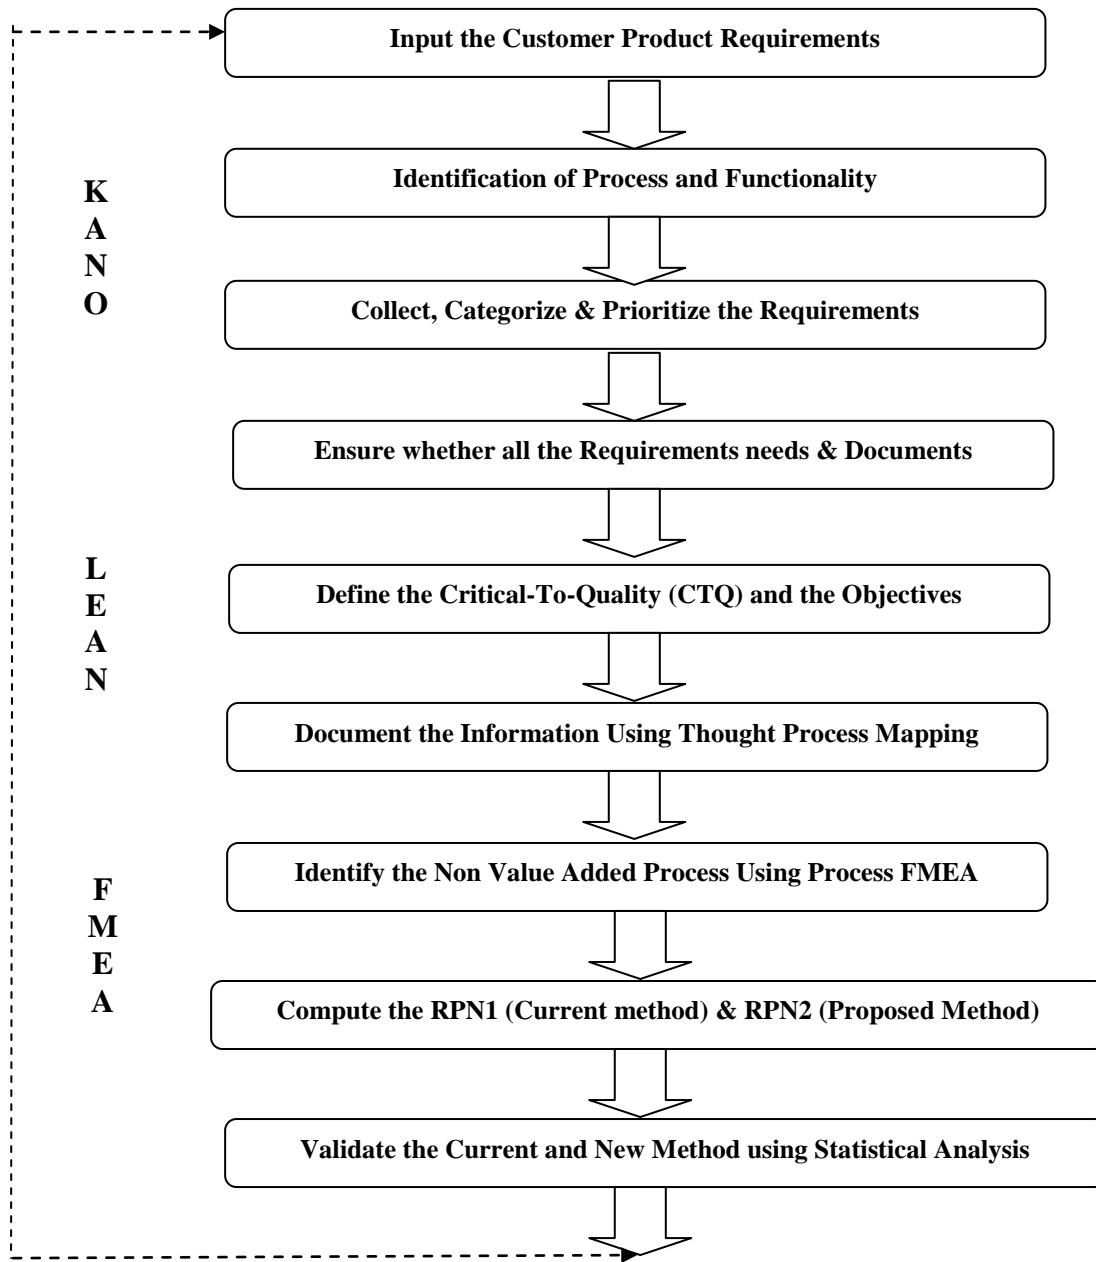 Input the Customer Product Requirements
Identification of Process and Functionality
K
A
N
O
Collect, Categorize & Prioritize the Requirements
Ensure whether all the Requirements needs & Documents
L
E
A
N
Define the Critical-To-Quality (CTQ) and the Objectives
Document the Information Using Thought Process Mapping
Identify the Non Value Added Process Using Process FMEA
F
M
E
A
Compute the RPN1 (Current method) & RPN2 (Proposed Method)
Validate the Current and New Method using Statistical Analysis